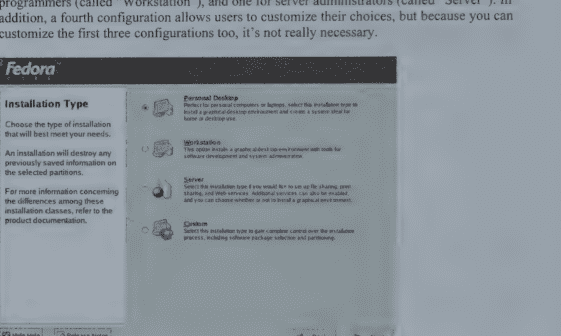 programmers (called "Workstation"), and one for server administrators (called "Server"). In
addition, a fourth configuration allows users to customize their choices, but because you can
customize the first three configurations too, it's not really necessary.
Fedora
Installation Type
Choose the type of installation
that will best meet your needs.
An installation will destroy any
previously saved information on
the selected partitions.
For more information concerning
the differences among these
installation classes, refer to the
product documentation.
Personal Desktop
Perfect for personal computers or laptops, select this installation type to
install a graphical desktop environment and create a system ideal for
home or desktop use.
Workstation
This option installs a graphical desktop environment with tools for
software development and system administration.
Server
Select this installation type if you would like to set up file sharing, print
sharing, and Web services. Additional services can also be enabled,
and you can choose whether or not to install a graphical environment.
Custom
Select this installation type to gain complete control over the installation
process, including software package selection and partitioning.